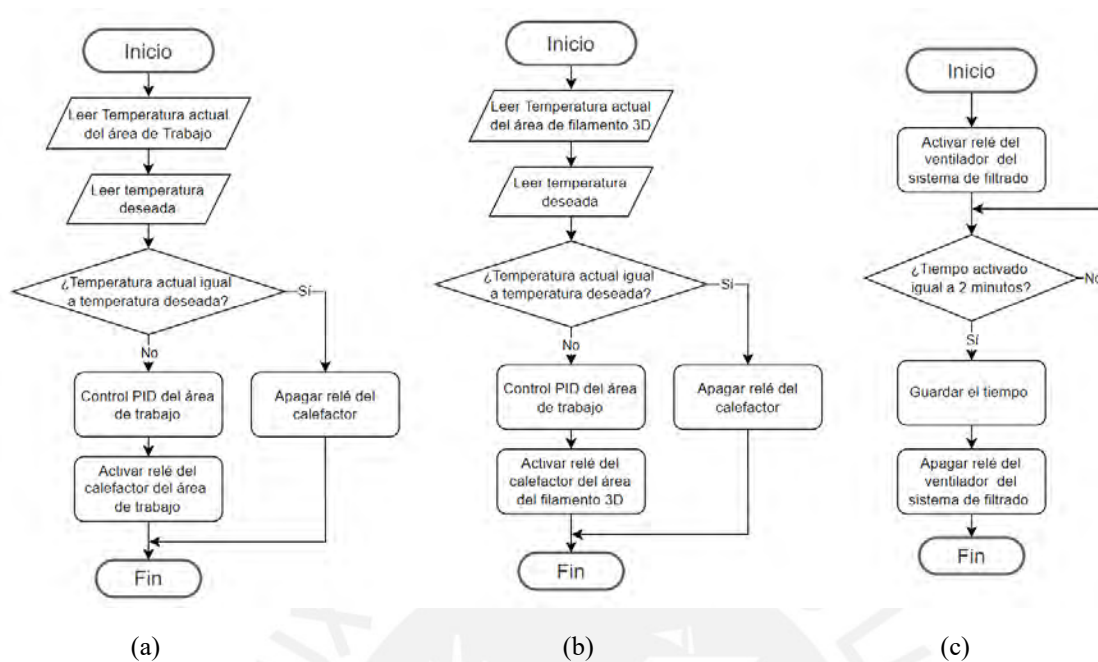 Inicio
Leer Temperatura actual
del área de Trabajo
Leer temperatura
deseada
¿Temperatura actual igual
a temperatura deseada?
Sí
No
Control PID del área
de trabajo
Apagar relé del
calefactor
Activar relé del
calefactor del área
de trabajo
Fin
(a)
Inicio
Leer Temperatura actual
del área de filamento 3D
Leer temperatura
deseada
¿Temperatura actual igual
a temperatura deseada?
Sí
No
Control PID del área
de trabajo
Apagar relé del
calefactor
Activar relé del
calefactor del área
del filamento 3D
Fin
(b)
Inicio
Activar relé del
ventilador del
sistema de filtrado
¿Tiempo activado
igual a 2 minutos?
No
Sí
Guardar el tiempo
Apagar relé del
ventilador del
sistema de filtrado
Fin
(c)